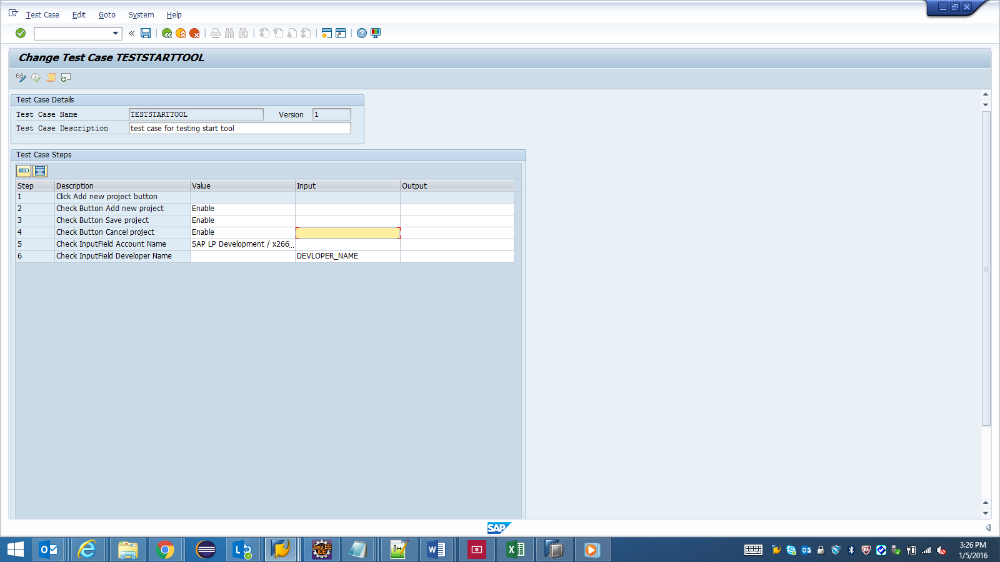 Test Case Edit Goto System Help
Change Test Case TESTSTARTTOOL
Test Case Details
Test Case Name TESTSTARTTOOL Version 1
Test Case Description test case for testing start tool
Test Case Steps
Step Description Value Input Output
1 Click Add new project button
2 Check Button Add new project Enable
3 Check Button Save project Enable
4 Check Button Cancel project Enable
5 Check InputField Account Name SAP LP Development / x266...
6 Check InputField Developer Name DEVLOPER_NAME
SAP
Java EE
IDE
3:26 PM
1/5/2016